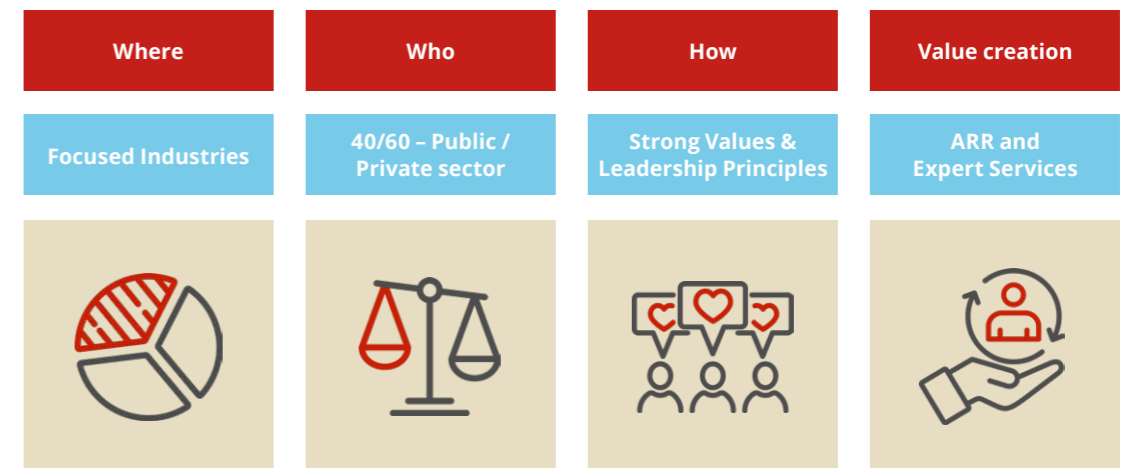 Where
Who
How
Value creation
Focused Industries
40/60 – Public /
Private sector
Strong Values &
Leadership Principles
ARR and
Expert Services